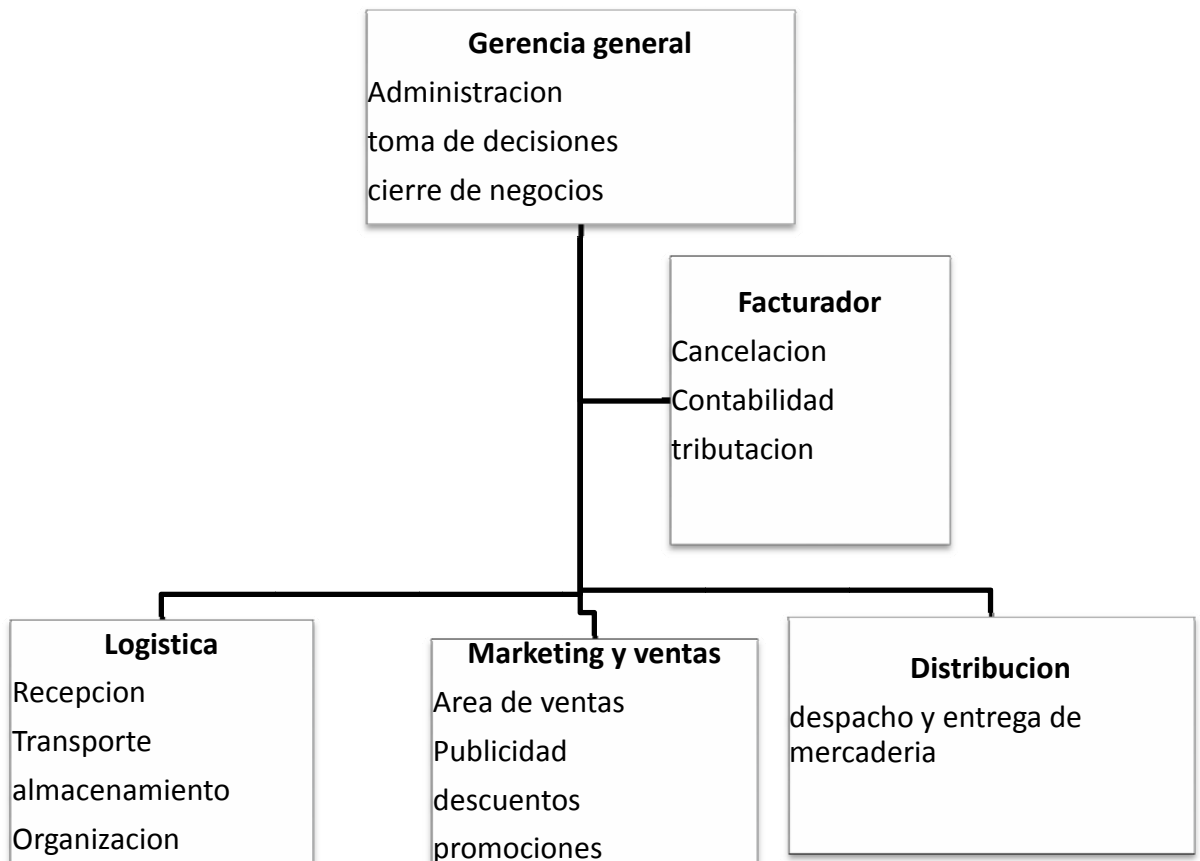 Gerencia general
Administracion
toma de decisiones
cierre de negocios
Facturador
Cancelacion
Contabilidad
tributacion
Logistica
Recepcion
Transporte
almacenamiento
Organizacion
Marketing y ventas
Area de ventas
Publicidad
descuentos
promociones
Distribucion
despacho y entrega de
mercaderia